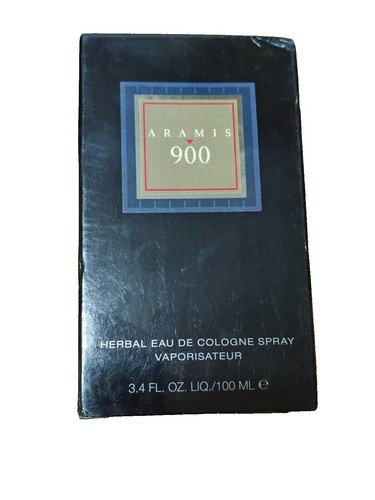 ARAMIS
900
HERBAL EAU DE COLOGNE SPRAY
VAPORISATEUR
3.4 FL. OZ. LIQ./100 ML ℮